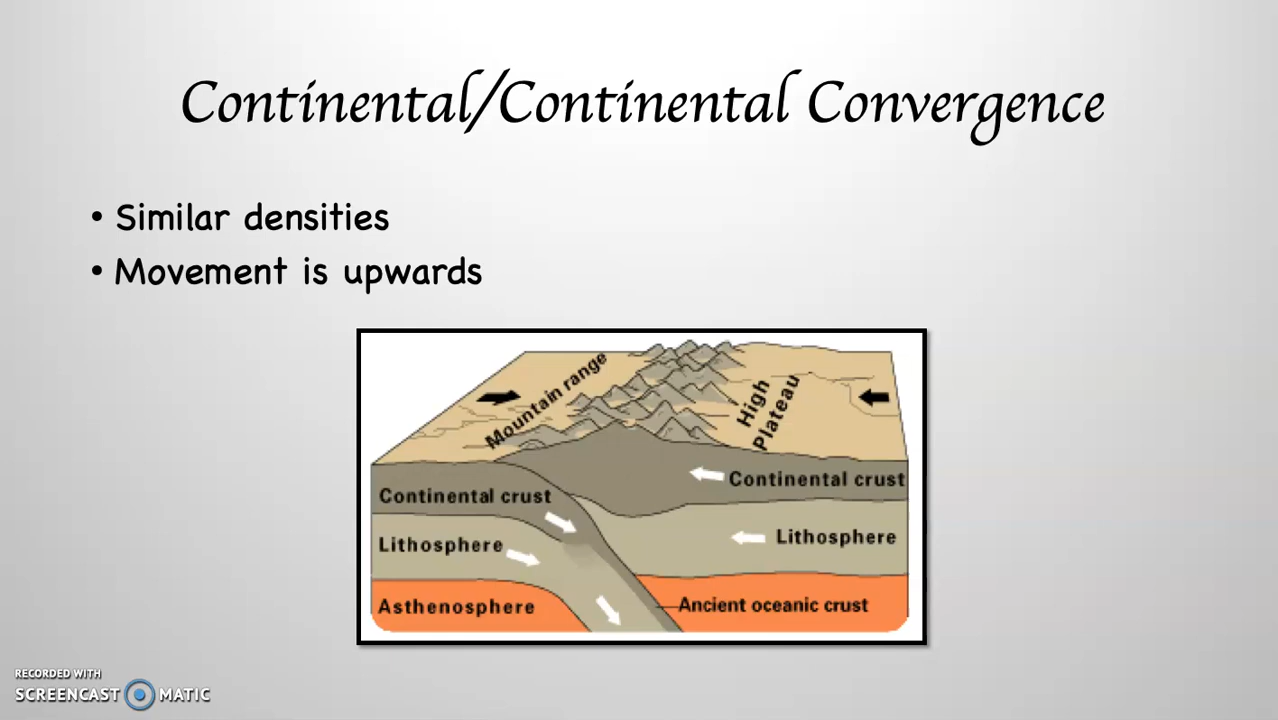 Continental/Continental Convergence
• Similar densities
• Movement is upwards
Mountain range
High
Plateau
Continental crust
Continental crust
Lithosphere
Lithosphere
Asthenosphere
Ancient oceanic crust
RECORDED WITH
SCREENCAST MATIC